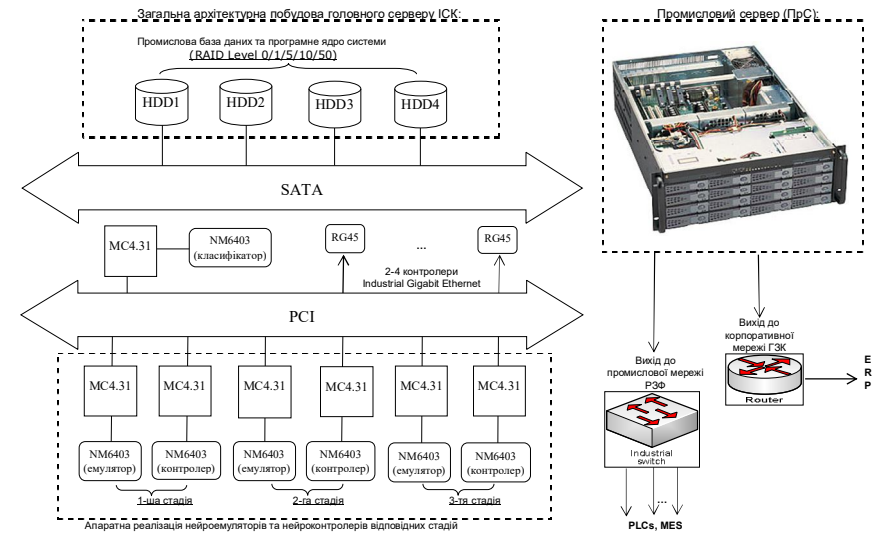 Загальна архітектурна побудова головного серверу ІСК:
Промислова база даних та програмне ядро системи
(RAID Level 0/1/5/10/50)
HDD1
HDD2
HDD3
HDD4
SATA
MC4.31
NM6403
(класифікатор)
RG45
...
RG45
2-4 контролери
Industrial Gigabit Ethernet
PCI
MC4.31
MC4.31
MC4.31
MC4.31
MC4.31
MC4.31
NM6403
(емулятор)
NM6403
(контролер)
NM6403
(емулятор)
NM6403
(контролер)
NM6403
(емулятор)
NM6403
(контролер)
1-ша стадія
2-га стадія
3-тя стадія
Апаратна реалізація нейроемуляторів та нейроконтролерів відповідних стадій
Промисловий сервер (ПрС):
Вихід до
промислової мережі
РЗФ
Industrial
switch
...
PLCs, MES
Вихід до
корпоративної
мережі ГЗК
Router
E
R
P